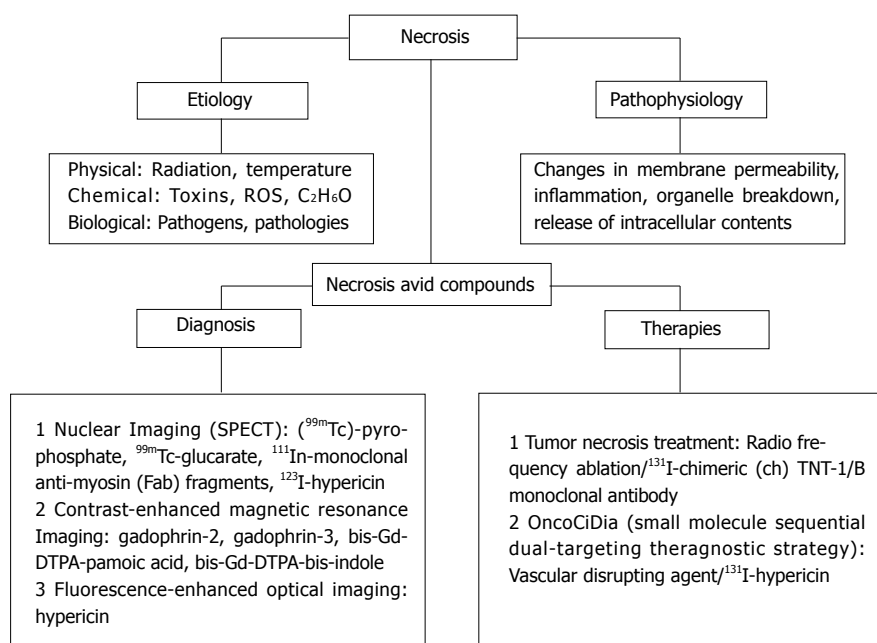 Necrosis
Etiology
Pathophysiology
Physical: Radiation, temperature
Chemical: Toxins, ROS, C₂H₆O
Biological: Pathogens, pathologies
Changes in membrane permeability,
inflammation, organelle breakdown,
release of intracellular contents
Necrosis avid compounds
Diagnosis
Therapies
1 Nuclear Imaging (SPECT): (⁹⁹ᵐTc)-pyro-
phosphate, ⁹⁹ᵐTc-glucarate, ¹¹¹In-monoclonal
anti-myosin (Fab) fragments, ¹²³I-hypericin
2 Contrast-enhanced magnetic resonance
Imaging: gadophrin-2, gadophrin-3, bis-Gd-
DTPA-pamoic acid, bis-Gd-DTPA-bis-indole
3 Fluorescence-enhanced optical imaging:
hypericin
1 Tumor necrosis treatment: Radio fre-
quency ablation/¹³¹I-chimeric (ch) TNT-1/B
monoclonal antibody
2 OncoCiDia (small molecule sequential
dual-targeting theragnostic strategy):
Vascular disrupting agent/¹³¹I-hypericin